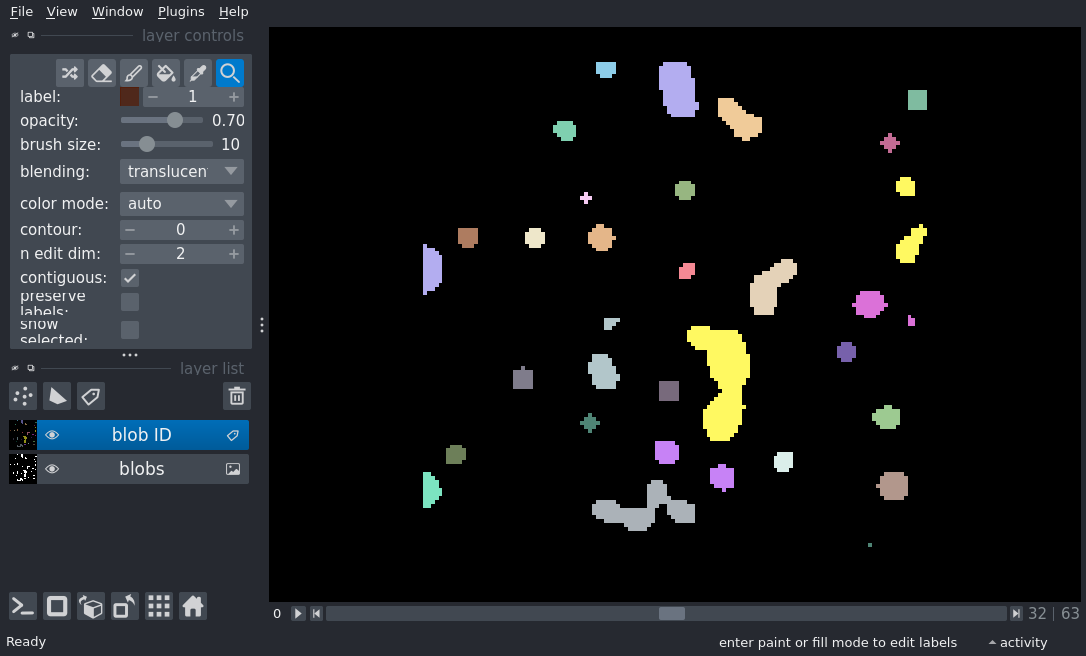 File View Window Plugins Help
layer controls
label: 1
opacity: 0.70
brush size: 10
blending: translucen
color mode: auto
contour: 0
n edit dim: 2
contiguous:
preserve
labels:
show
selected:
layer list
blob ID
blobs
0 32 | 63
Ready enter paint or fill mode to edit labels activity